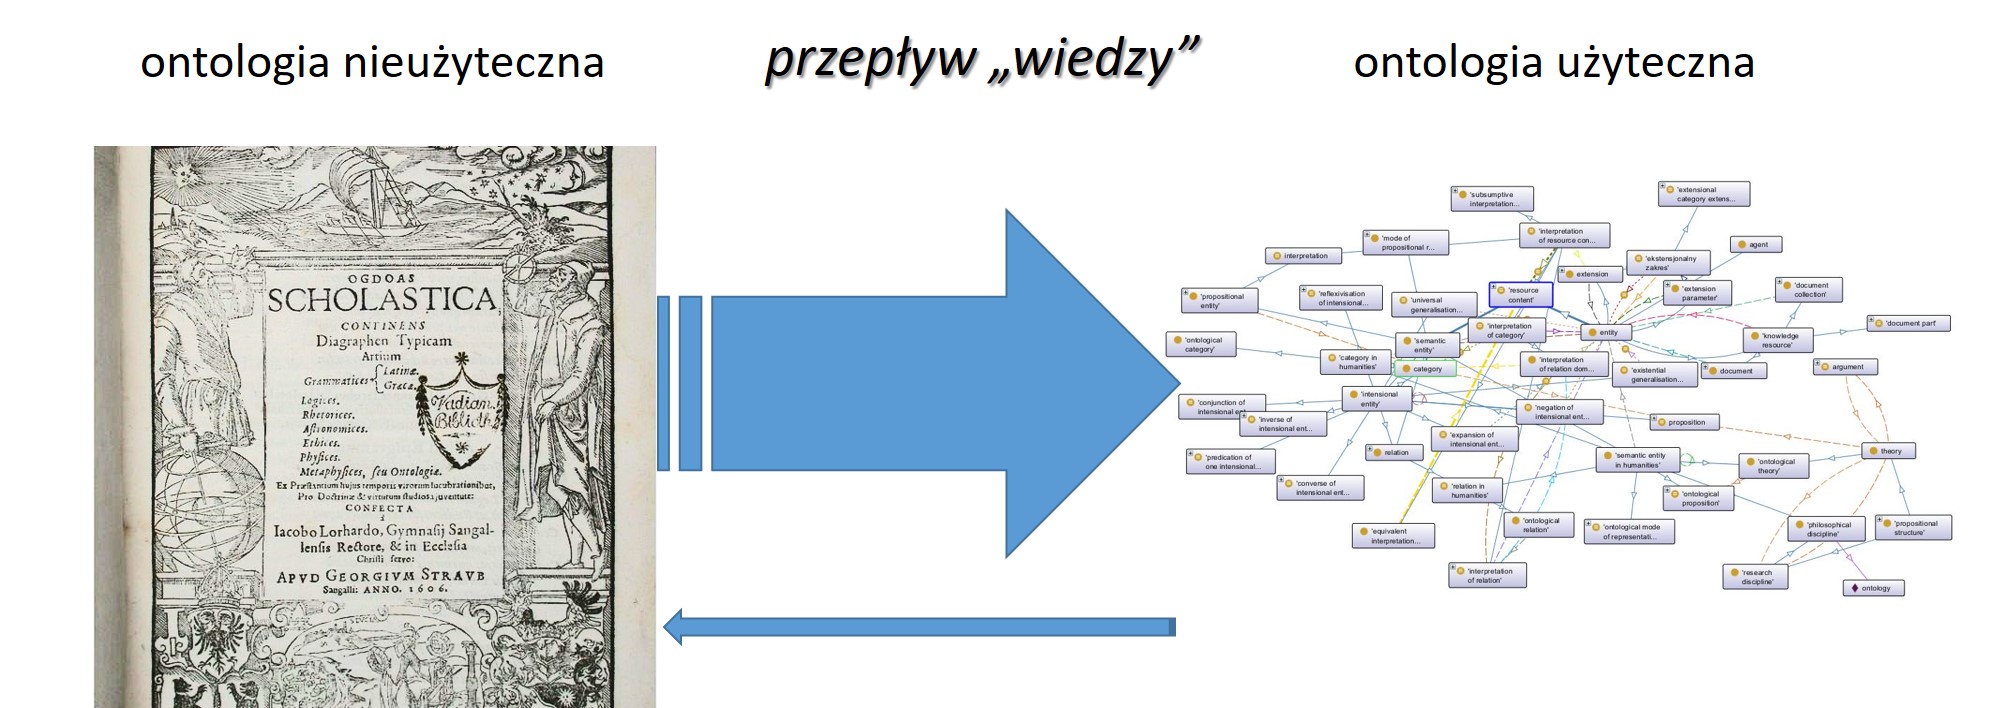 ontologia nieużyteczna
przepływ „wiedzy”
ontologia użyteczna
OGDOAS
SCHOLASTICA,
CONTINENS
Diagraphen Typicam
Artium
Grammatices
Latinæ.
Græcæ.
Logices.
Rhetorices.
Astronomices.
Ethices.
Physices.
Metaphysices, seu Ontologiæ.
Ex Præstantium hujus temporis virorum lucubrationibus,
Pro Doctrinæ & virtutum studiosa juventute:
CONFECTA
à
Iacobo Lorhardo, Gymnasij Sangal-
lensis Rectore, & in Ecclesia
Christi servo:
APVD GEORGIVM STRAVB
Sangalli: ANNO. 1606.
Vadian.
'subsumptive
interpretation...
'extensional
category extens...
'mode of
propositional r...
'interpretation
of resource con...
agent
interpretation
'ekstensjonalny
zakres'
extension
'propositional
entity'
'reflexivisation
of intensional...
'universal
generalisation...
'resource
content'
'extension
parameter'
'document
collection'
'interpretation
of category'
entity
'document part'
'ontological
category'
'semantic
entity'
'knowledge
resource'
'category in
humanities'
category
'interpretation
of relation dom...
'existential
generalisation...
document
argument
'conjunction of
intensional ent...
'intensional
entity'
'inverse of
intensional ent...
'negation of
intensional ent...
proposition
'expansion of
intensional ent...
'predication of
one intensional...
relation
'semantic entity
in humanities'
'ontological
theory'
theory
'converse of
intensional ent...
'relation in
humanities'
'ontological
proposition'
'equivalent
interpretation...
'ontological
relation'
'ontological mode
of representati...
'philosophical
discipline'
'propositional
structure'
'interpretation
of relation'
'research
discipline'
ontology